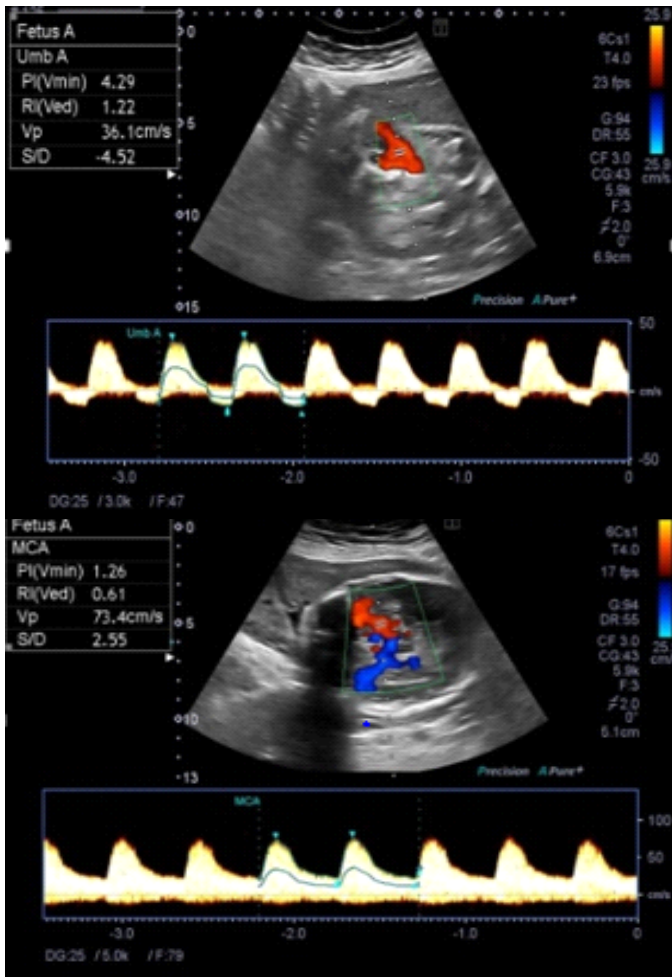 Fetus A
Umb A
PI(Vmin) 4.29
RI(Ved) 1.22
Vp 36.1cm/s
S/D -4.52
0
5
10
15
25.9
6Cs1
T4.0
23 fps
G:94
DR:55
CF 3.0
CG:43
5.9k
F:3
2.0
0°
6.9cm
25.9
cm/s
Precision APure+
Umb A
50
cm/s
-50
-3.0
-2.0
-1.0
0
DG:25 /3.0k /F:47
Fetus A
MCA
PI(Vmin) 1.26
RI(Ved) 0.61
Vp 73.4cm/s
S/D 2.55
0
5
10
13
6Cs1
T4.0
17 fps
G:94
DR:55
CF 3.0
CG:43
5.9k
F:3
2.0
0°
5.1cm
Precision APure+
MCA
100
50
cm/s
-3.0
-2.0
-1.0
0
DG:25 /5.0k /F:79